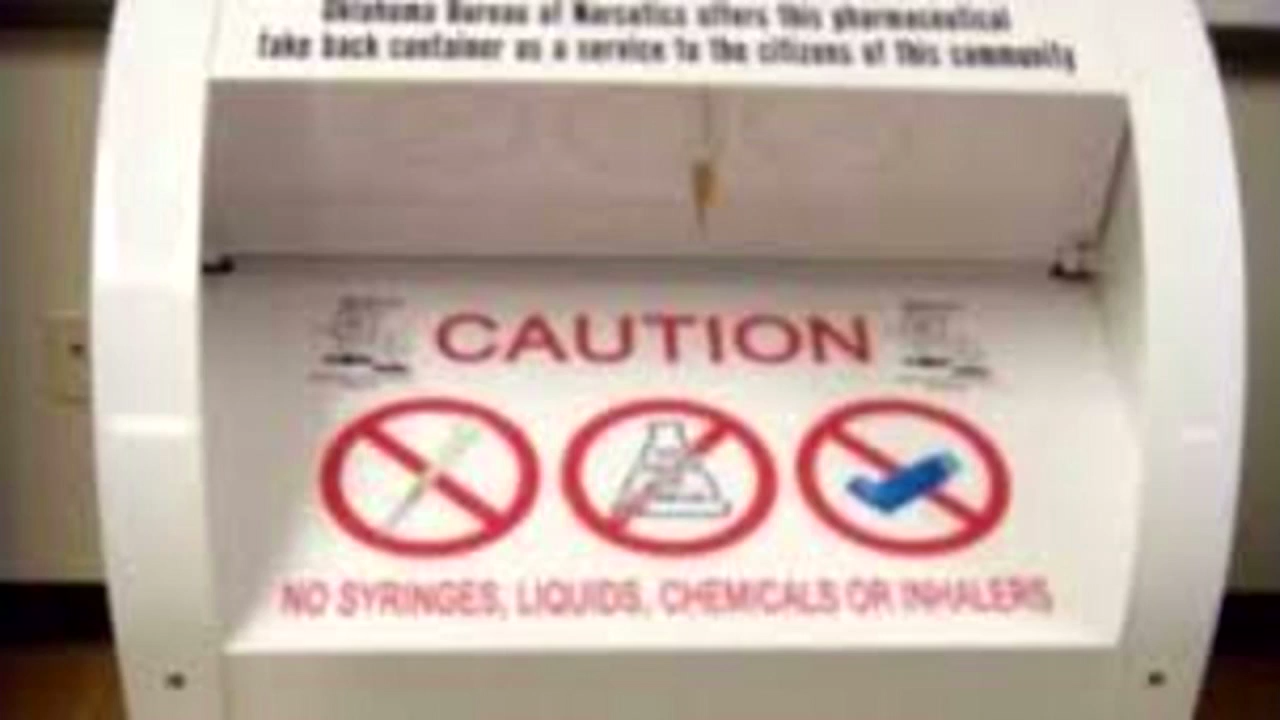 Oklahoma Bureau of Narcotics offers this pharmaceutical
take back container as a service to the citizens of this community
CAUTION
NO SYRINGES, LIQUIDS, CHEMICALS OR INHALERS